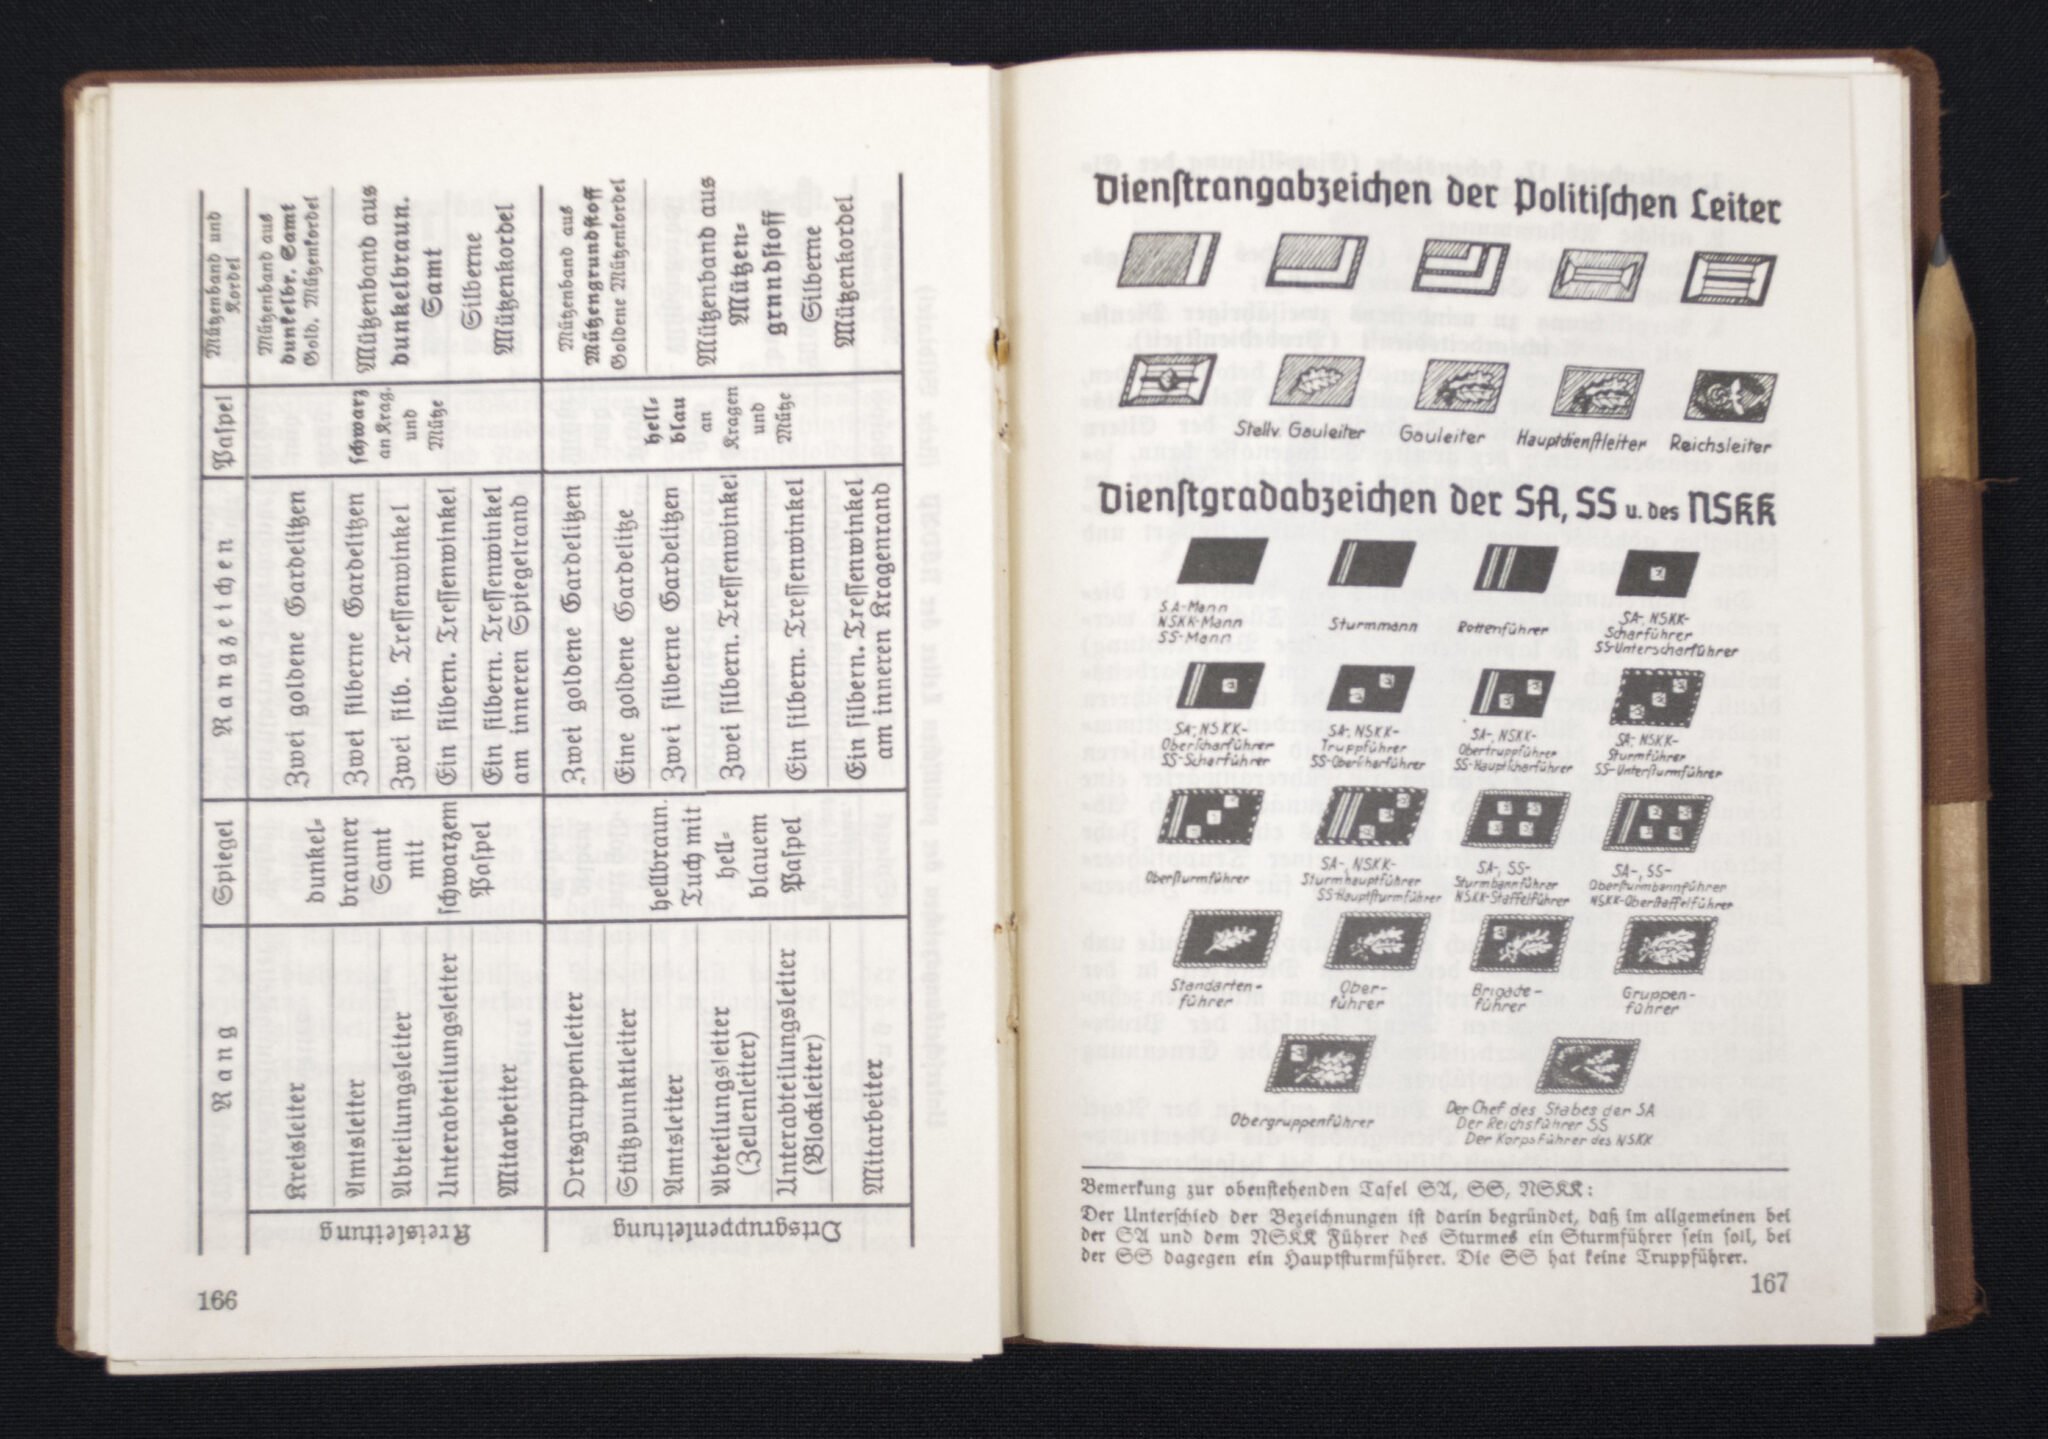 Rang
Spiegel
Rangzeichen
Paspel
Mützenband und
Kordel
Kreisleitung
Kreisleiter
Amtsleiter
Abteilungsleiter
Unterabteilungsleiter
Mitarbeiter
dunkel-
brauner
Samt
mit
schwarzem
Paspel
Zwei goldene Gardelitzen
Zwei silberne Gardelitzen
Zwei silb. Tressenwinkel
Ein silbern. Tressenwinkel
Ein silbern. Tressenwinkel
am inneren Spiegelrand
schwarz
an Krag.
und
Mütze
Mützenband aus
dunkelbr. Samt
Gold. Mützenkordel
Mützenband aus
dunkelbraun.
Samt
Silberne
Mützenkordel
Ortsgruppenleitung
Ortsgruppenleiter
Stützpunktleiter
Amtsleiter
Abteilungsleiter
(Zellenleiter)
Unterabteilungsleiter
(Blockleiter)
Mitarbeiter
hellbraun.
Tuch mit
hell-
blauem
Paspel
Zwei goldene Gardelitzen
Eine goldene Gardelitze
Zwei silberne Gardelitzen
Zwei silbern. Tressenwinkel
Ein silbern. Tressenwinkel
Ein silbern. Tressenwinkel
am inneren Kragenrand
hell-
blau
an
Kragen
und
Mütze
Mützenband aus
Mützengrundstoff
Goldene Mützenkordel
Mützenband aus
Mützen-
grundstoff
Silberne
Mützenkordel
166
Dienstrangabzeichen der Politischen Leiter
Stellv. Gauleiter Gauleiter Hauptdienstleiter Reichsleiter
Dienstgradabzeichen der SA, SS u. des NSKK
SA-Mann
NSKK-Mann
SS-Mann
Sturmmann
Rottenführer
SA-, NSKK-
Scharführer
SS-Unterscharführer
SA-, NSKK-
Oberscharführer
SS-Scharführer
SA-, NSKK-
Truppführer
SS-Oberscharführer
SA-, NSKK-
Obertruppführer
SS-Hauptscharführer
SA-, NSKK-
Sturmführer
SS-Untersturmführer
Obersturmführer
SA-, NSKK-
Sturmhauptführer
SS-Hauptsturmführer
SA-, SS-
Sturmbannführer
NSKK-Staffelführer
SA-, SS-
Obersturmbannführer
NSKK-Oberstaffelführer
Standarten-
führer
Ober-
führer
Brigade-
führer
Gruppen-
führer
Obergruppenführer
Der Chef des Stabes der SA
Der Reichsführer SS
Der Korpsführer des NSKK
Bemerkung zur obenstehenden Tafel SA, SS, NSKK:
Der Unterschied der Bezeichnungen ist darin begründet, daß im allgemeinen bei
der SA und dem NSKK Führer des Sturmes ein Sturmführer sein soll, bei
der SS dagegen ein Hauptsturmführer. Die SS hat keine Truppführer.
167